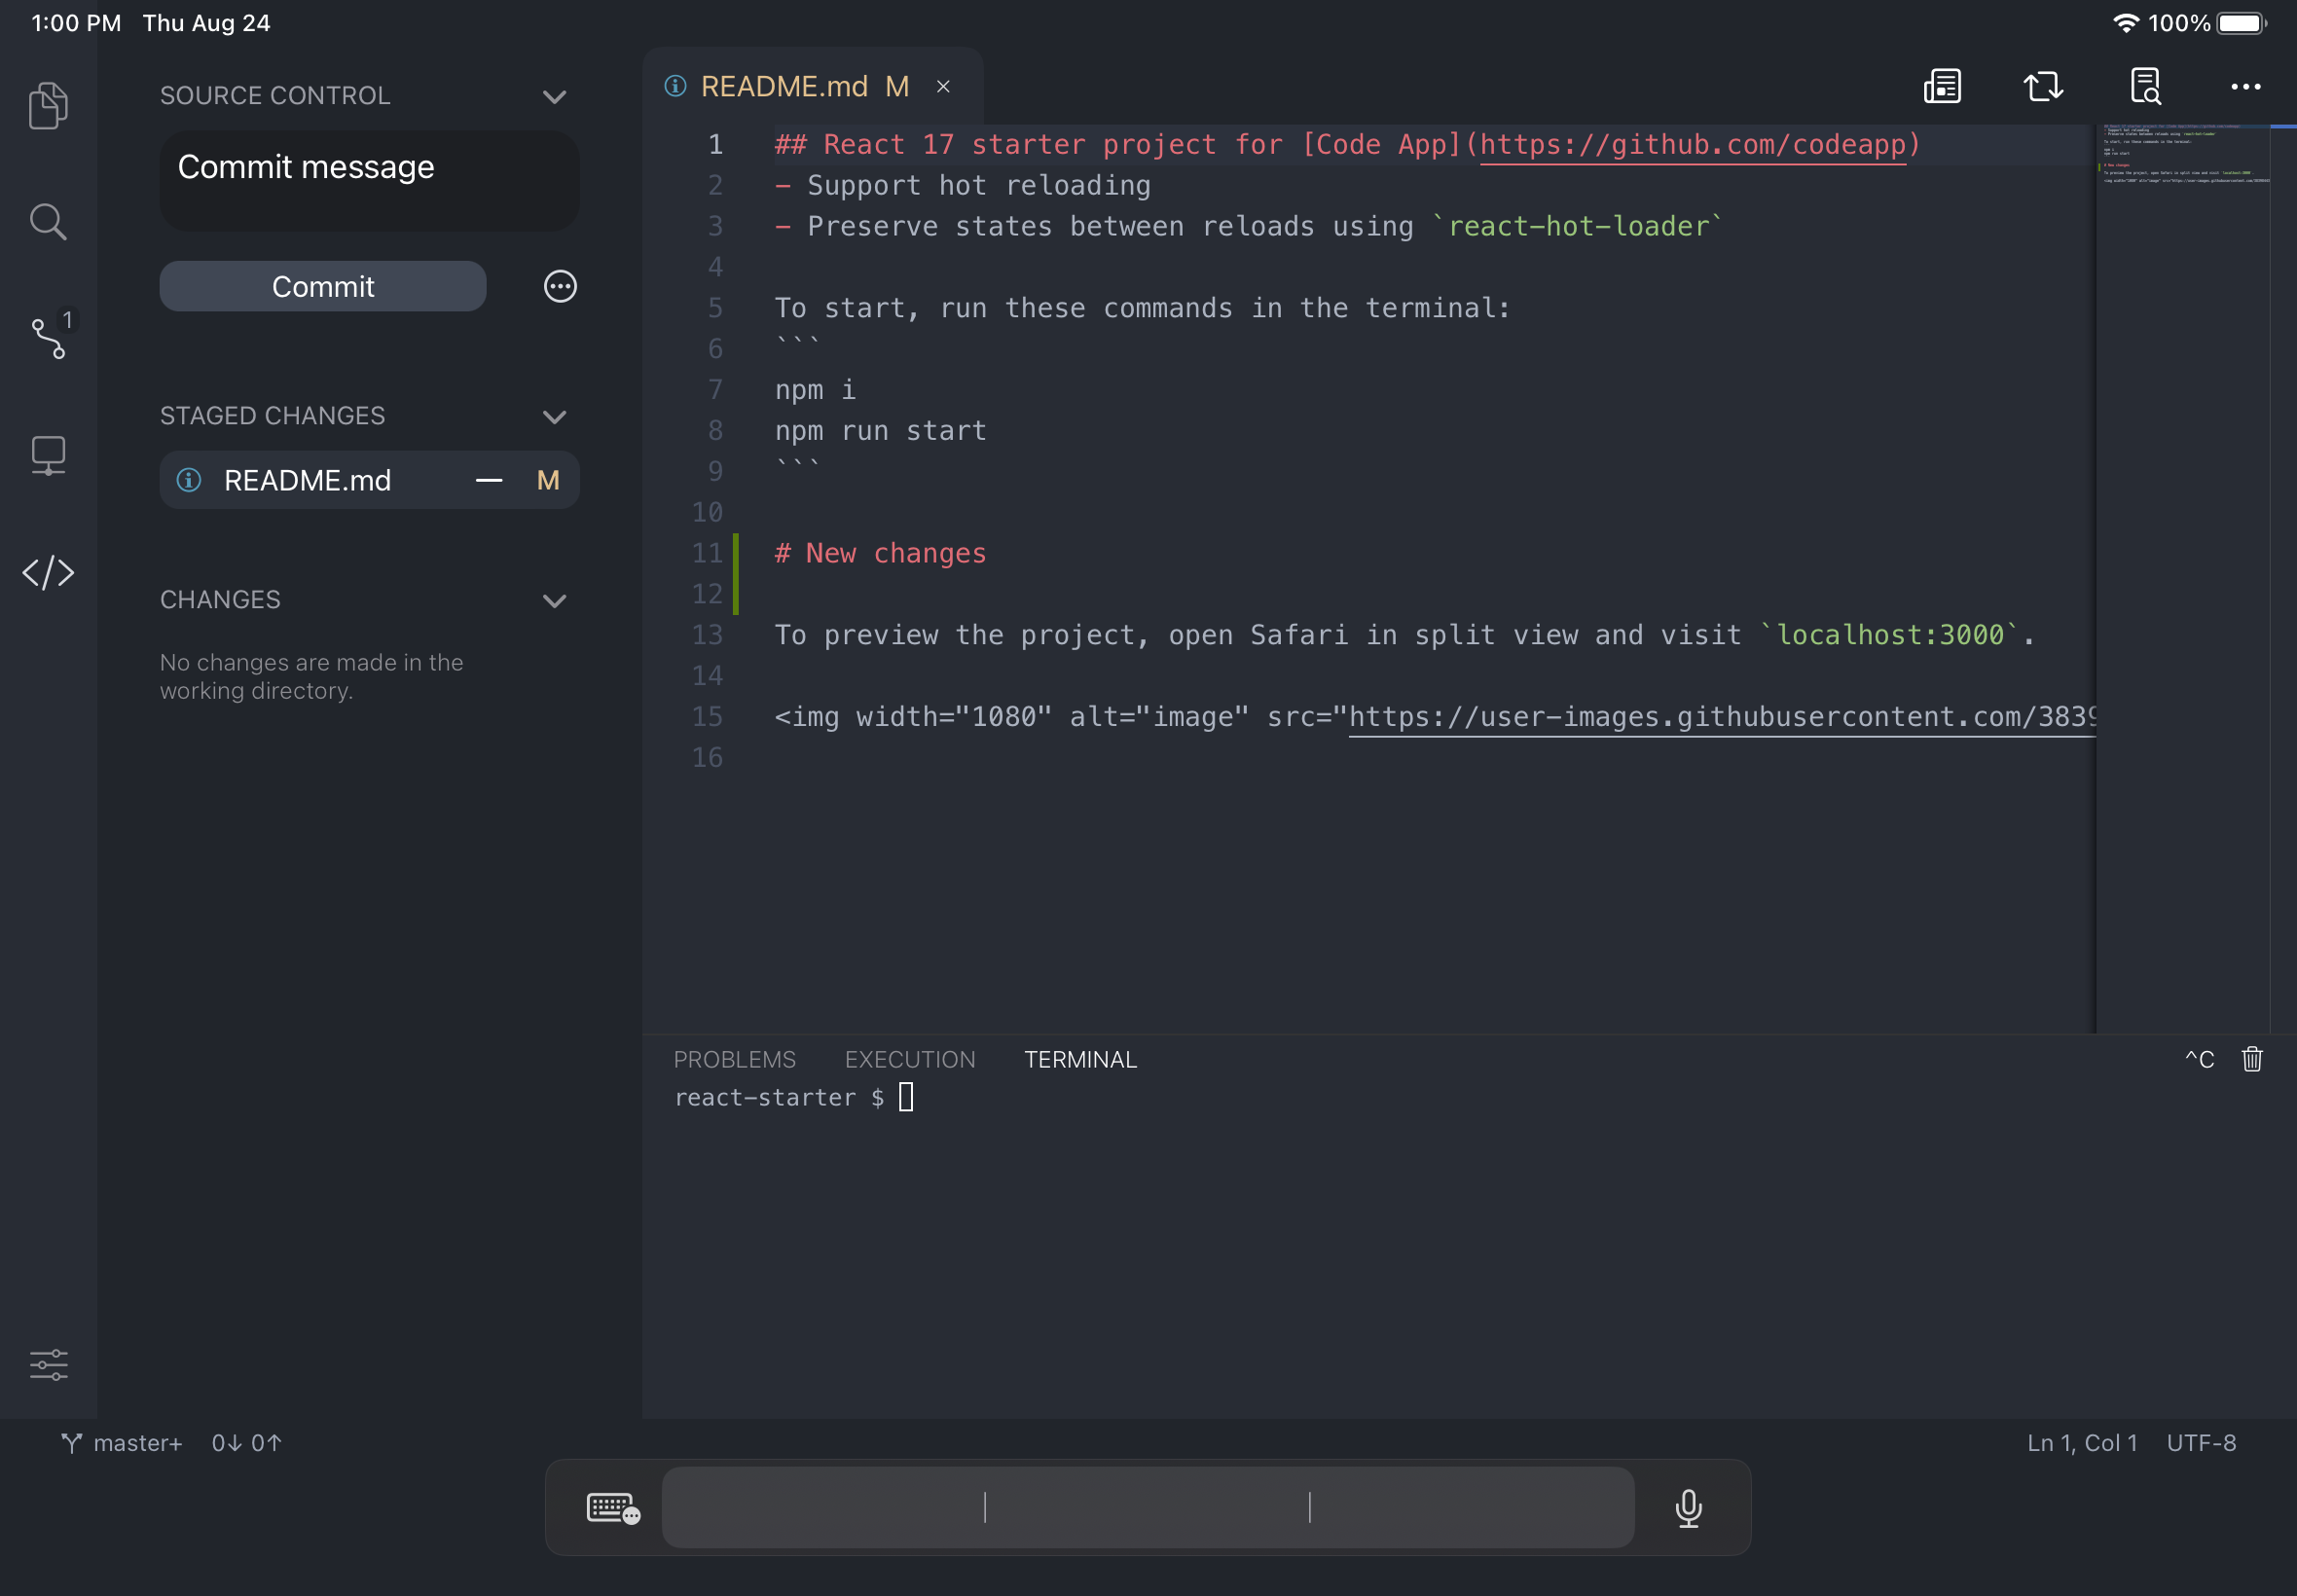 1:00 PM Thu Aug 24
100%
SOURCE CONTROL
Commit message
Commit
1
STAGED CHANGES
README.md — M
CHANGES
No changes are made in the
working directory.
README.md M ×
1 ## React 17 starter project for [Code App](https://github.com/codeapp)
2 - Support hot reloading
3 - Preserve states between reloads using `react-hot-loader`
4
5 To start, run these commands in the terminal:
6 ```
7 npm i
8 npm run start
9 ```
10
11 # New changes
12
13 To preview the project, open Safari in split view and visit `localhost:3000`.
14
15 <img width="1080" alt="image" src="https://user-images.githubusercontent.com/3839
16
PROBLEMS EXECUTION TERMINAL ^C
react-starter $
master+ 0↓ 0↑
Ln 1, Col 1 UTF-8